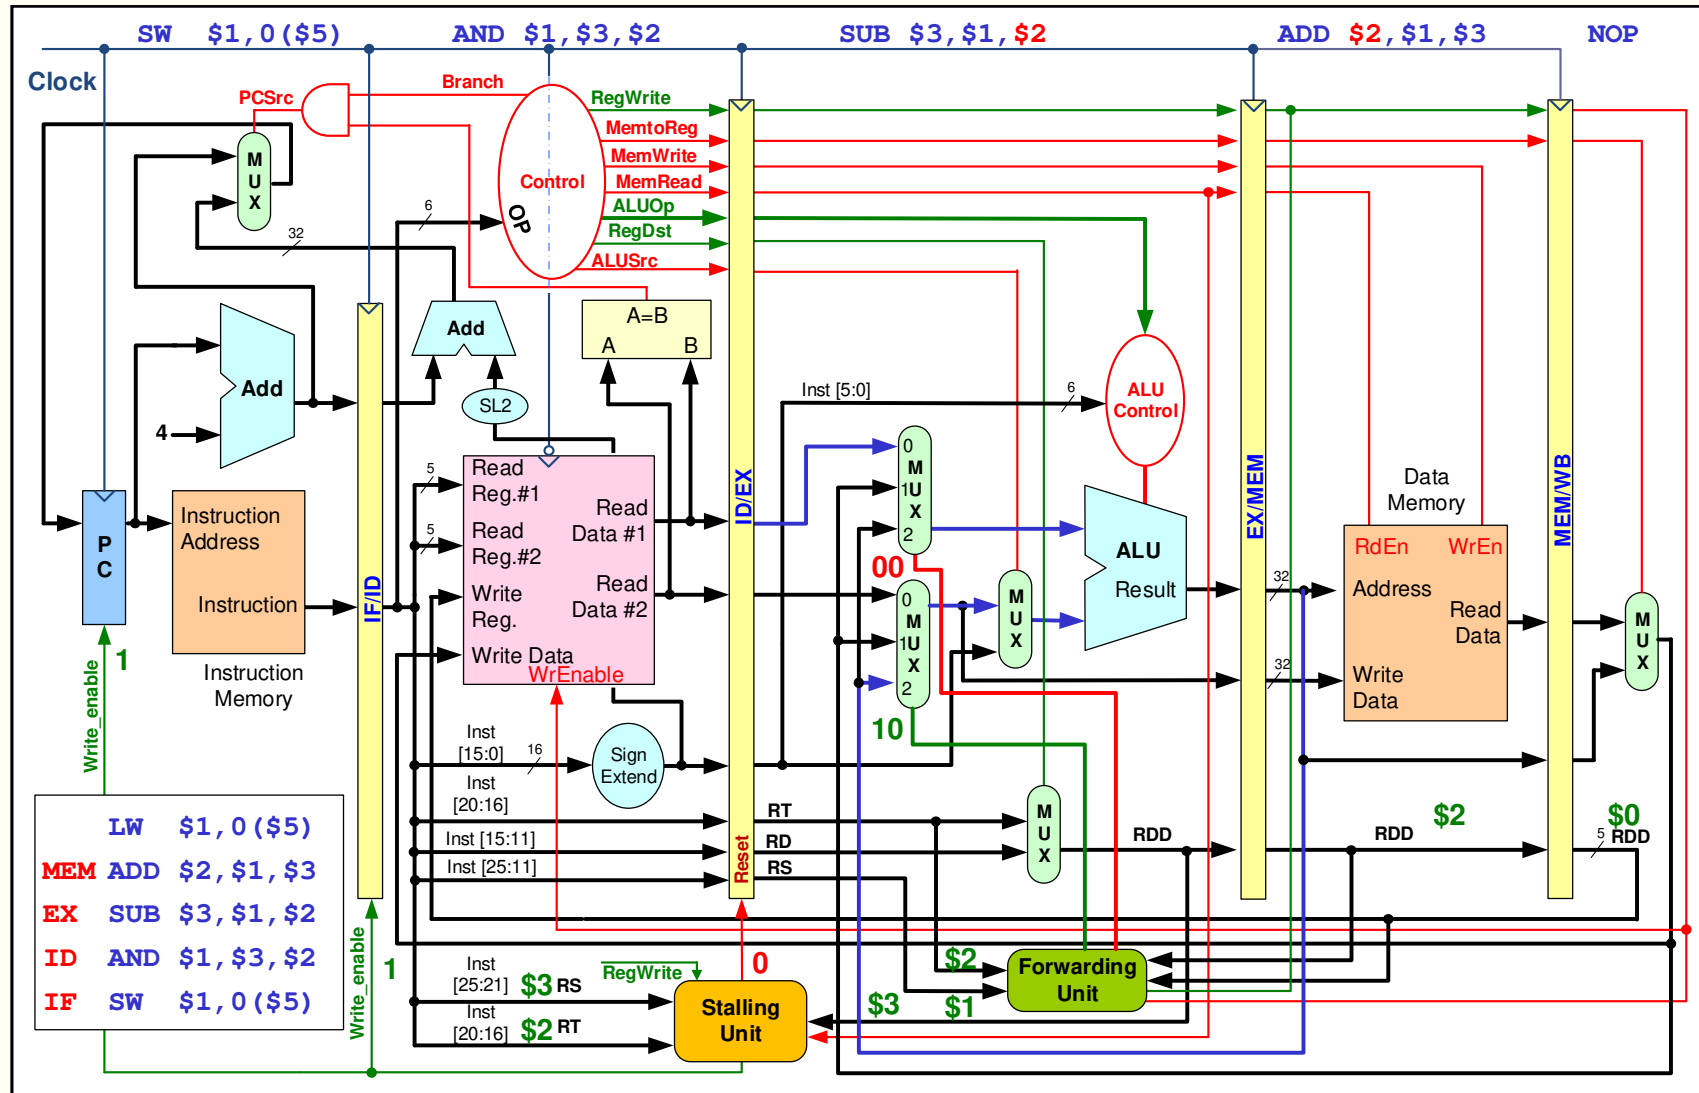 SW $1,0($5) AND $1,$3,$2 SUB $3,$1,$2 ADD $2,$1,$3 NOP
Clock
PCSrc
Branch
RegWrite
MemtoReg
MemWrite
MemRead
ALUOp
RegDst
ALUSrc
Control
OP
6
32
M
U
X
Add
4
Add
SL2
A=B
A B
Inst [5:0]
6
ALU
Control
P
C
Instruction
Address
Instruction
Instruction
Memory
IF/ID
5
5
Read
Reg.#1
Read
Reg.#2
Write
Reg.
Write Data
WrEnable
Read
Data #1
Read
Data #2
ID/EX
Reset
0
M
1U
X
2
00
0
M
1U
X
2
10
M
U
X
ALU
Result
EX/MEM
32
32
Data
Memory
RdEn WrEn
Address
Read
Data
Write
Data
MEM/WB
M
U
X
Write_enable
1
Inst
[15:0]
16
Sign
Extend
Inst
[20:16]
Inst [15:11]
Inst [25:11]
RT
RD
RS
M
U
X
RDD
RDD
$2
$0
5
RDD
LW $1,0($5)
MEM ADD $2,$1,$3
EX SUB $3,$1,$2
ID AND $1,$3,$2
IF SW $1,0($5)
Write_enable
1
Inst
[25:21]
$3 RS
Inst
[20:16]
$2 RT
RegWrite
0
Stalling
Unit
$3
$2
$1
Forwarding
Unit